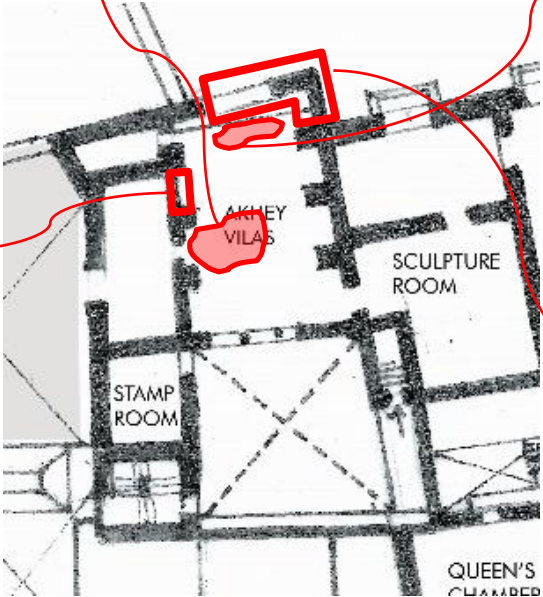 AKHEY
VILAS
SCULPTURE
ROOM
STAMP
ROOM
QUEEN'S
CHAMBER